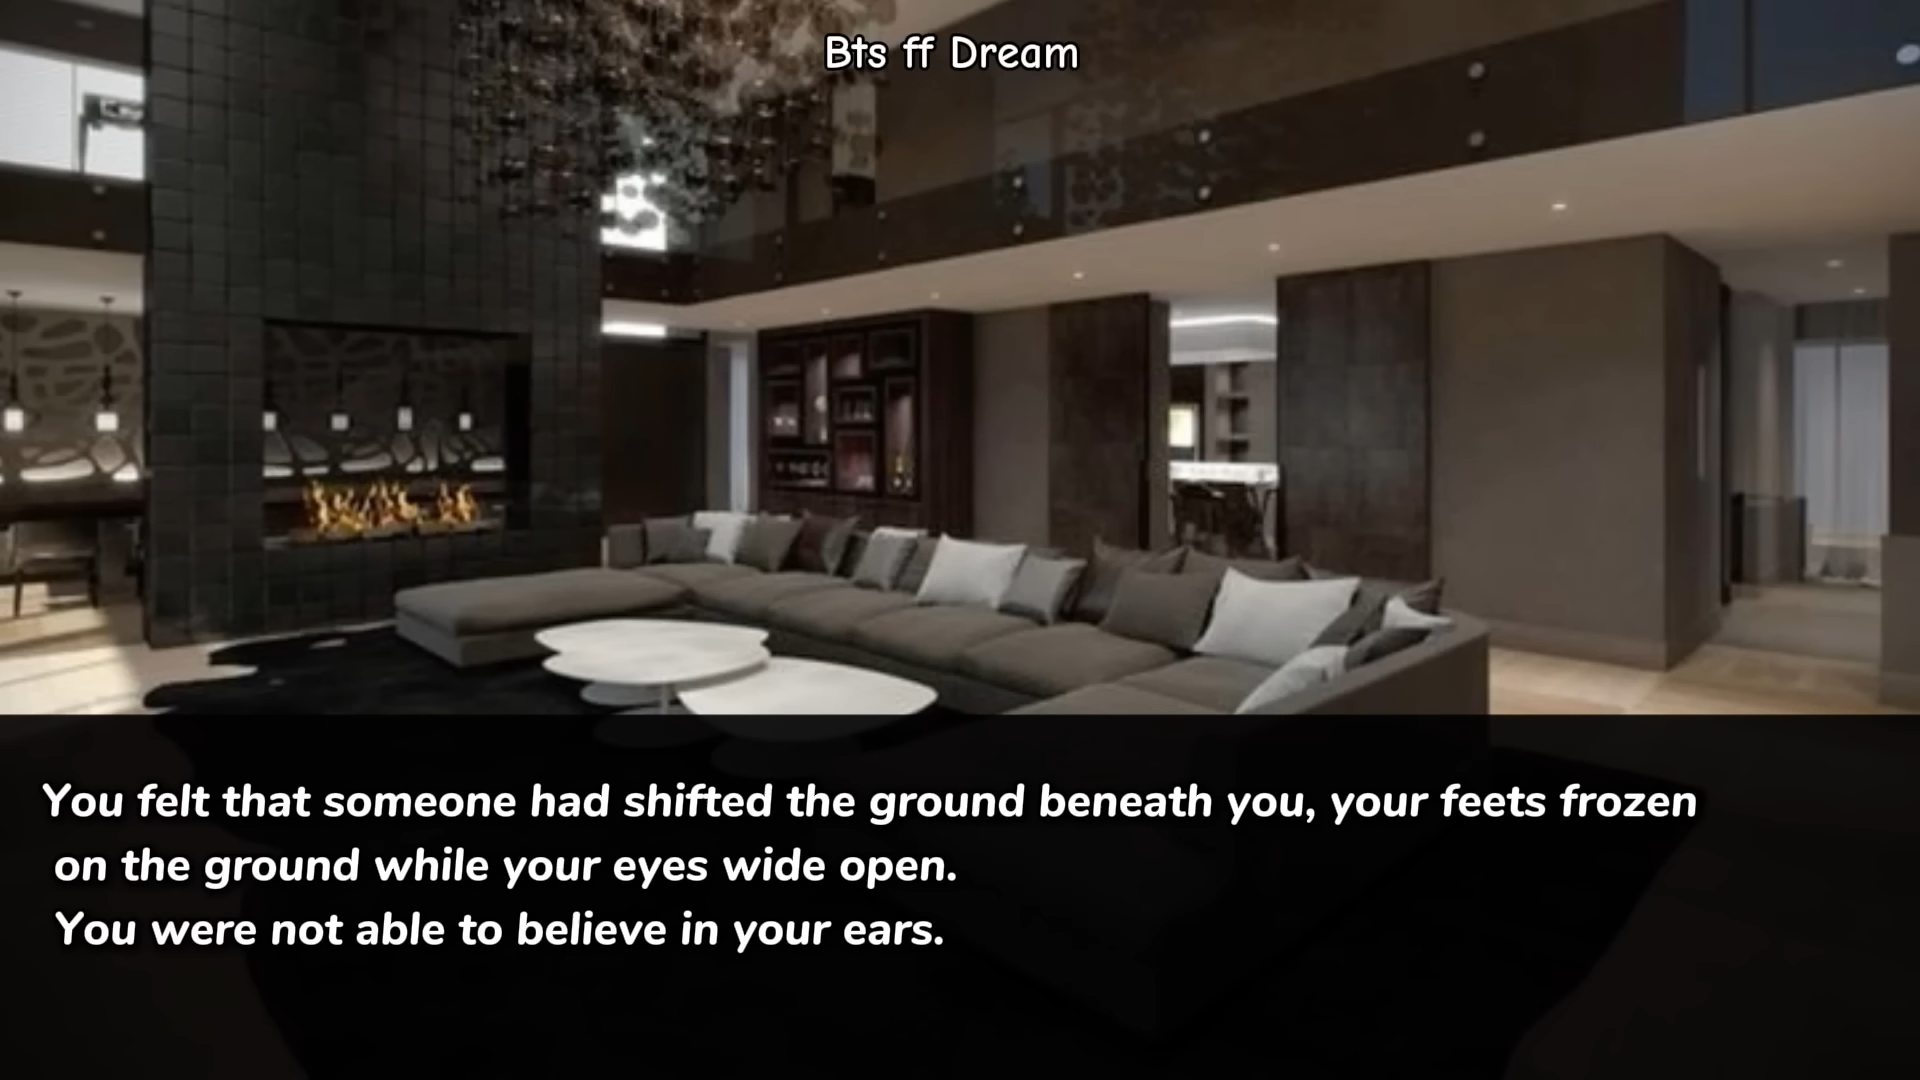 Bts ff Dream
You felt that someone had shifted the ground beneath you, your feets frozen
on the ground while your eyes wide open.
You were not able to believe in your ears.